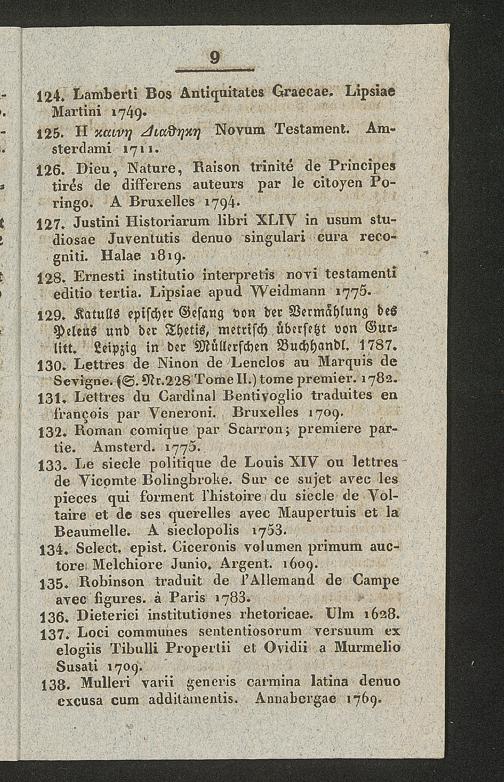 9
124. Lamberti Bos Antiquitates Graecae. Lipsiae
Martini 1749.
125. Η καινη Διαθηκη Novum Testament. Am-
sterdami 1711.
126. Dieu, Nature, Raison trinité de Principes
tirés de differens auteurs par le citoyen Po-
ringo. A Bruxelles 1794.
127. Justini Historiarum libri XLIV in usum stu-
diosae Juventutis denuo singulari cura reco-
gniti. Halae 1819.
128. Ernesti institutio interpretis novi testamenti
editio tertia. Lipsiae apud Weidmann 1775.
129. Katulls epischer Gesang von der Vermählung des
Peleus und der Thetis, metrisch übersetzt von Gur-
litt. Leipzig in der Müllerschen Buchhandl. 1787.
130. Lettres de Ninon de Lenclos au Marquis de
Sevigne. (S. Nr. 228 Tome II.) tome premier. 1782.
131. Lettres du Cardinal Bentivoglio traduites en
françois par Veneroni. Bruxelles 1709.
132. Roman comique par Scarron; premiere par-
tie. Amsterd. 1775.
133. Le siecle politique de Louis XIV ou lettres
de Vicomte Bolingbroke. Sur ce sujet avec les
pieces qui forment l'histoire du siecle de Vol-
taire et de ses querelles avec Maupertuis et la
Beaumelle. A sieclopolis 1753.
134. Select. epist. Ciceronis volumen primum auc-
tore Melchiore Junio. Argent. 1609.
135. Robinson traduit de l'Allemand de Campe
avec figures. à Paris 1783.
136. Dieterici institutiones rhetoricae. Ulm 1628.
137. Loci communes sententiosorum versuum ex
elogiis Tibulli Propertii et Ovidii a Murmelio
Susati 1709.
138. Mulleri varii generis carmina latina denuo
excusa cum additamentis. Annabergae 1769.